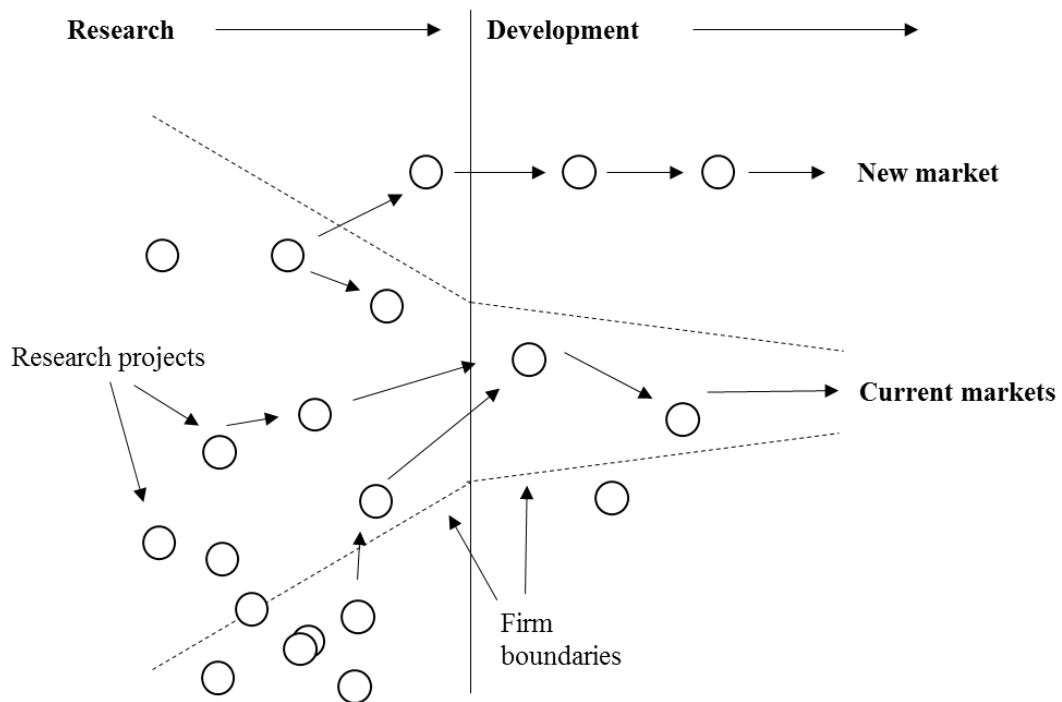 Research
Development
New market
Research projects
Current markets
Firm
boundaries